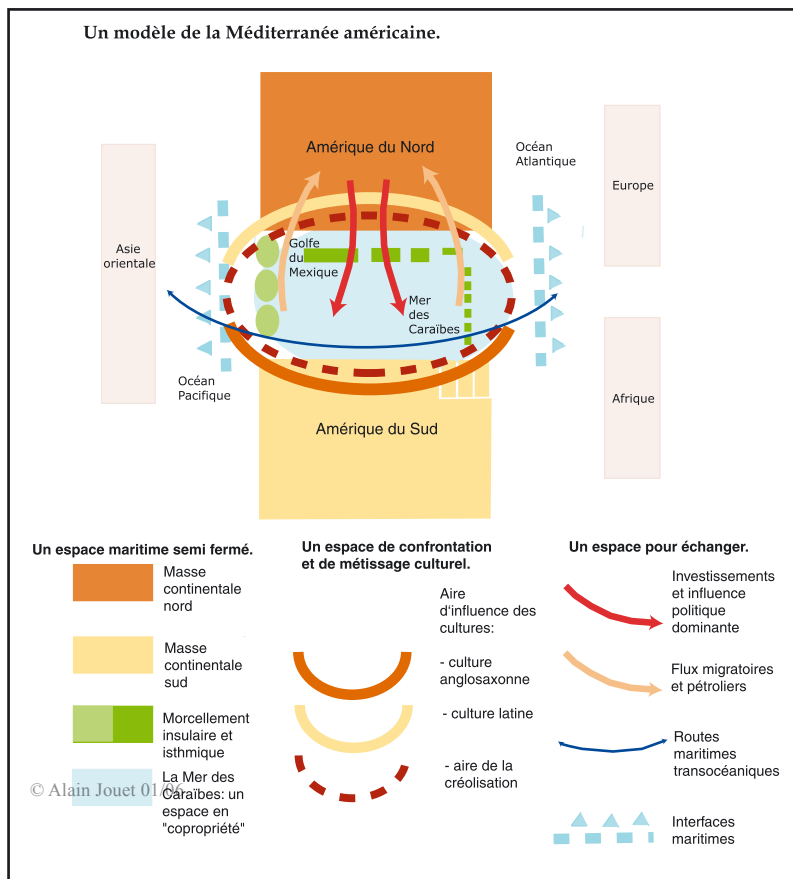 Un modèle de la Méditerranée américaine.
Amérique du Nord
Océan
Atlantique
Europe
Asie
orientale
Golfe
du
Mexique
Mer
des
Caraïbes
Océan
Pacifique
Afrique
Amérique du Sud
Un espace maritime semi fermé.
Masse
continentale
nord
Masse
continentale
sud
Morcellement
insulaire et
isthmique
La Mer des
Caraïbes: un
espace en
"copropriété"
© Alain Jouet 01/06
Un espace de confrontation
et de métissage culturel.
Aire
d'influence des
cultures:
- culture
anglosaxonne
- culture latine
- aire de la
créolisation
Un espace pour échanger.
Investissements
et influence
politique
dominante
Flux migratoires
et pétroliers
Routes
maritimes
transocéaniques
Interfaces
maritimes